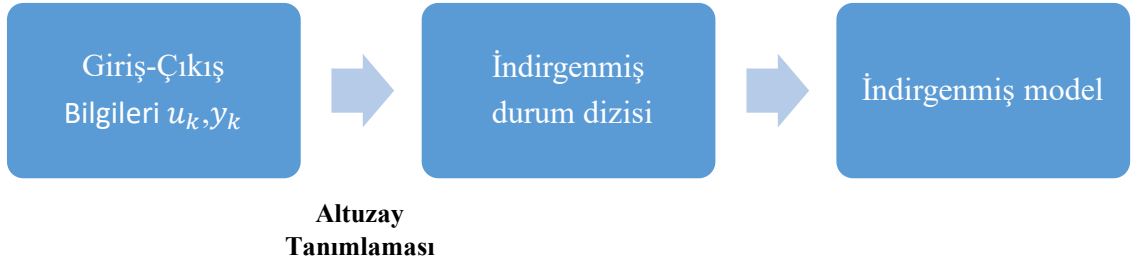 Giriş-Çıkış
Bilgileri u_k,y_k
İndirgenmiş
durum dizisi
İndirgenmiş model
Altuzay
Tanımlaması